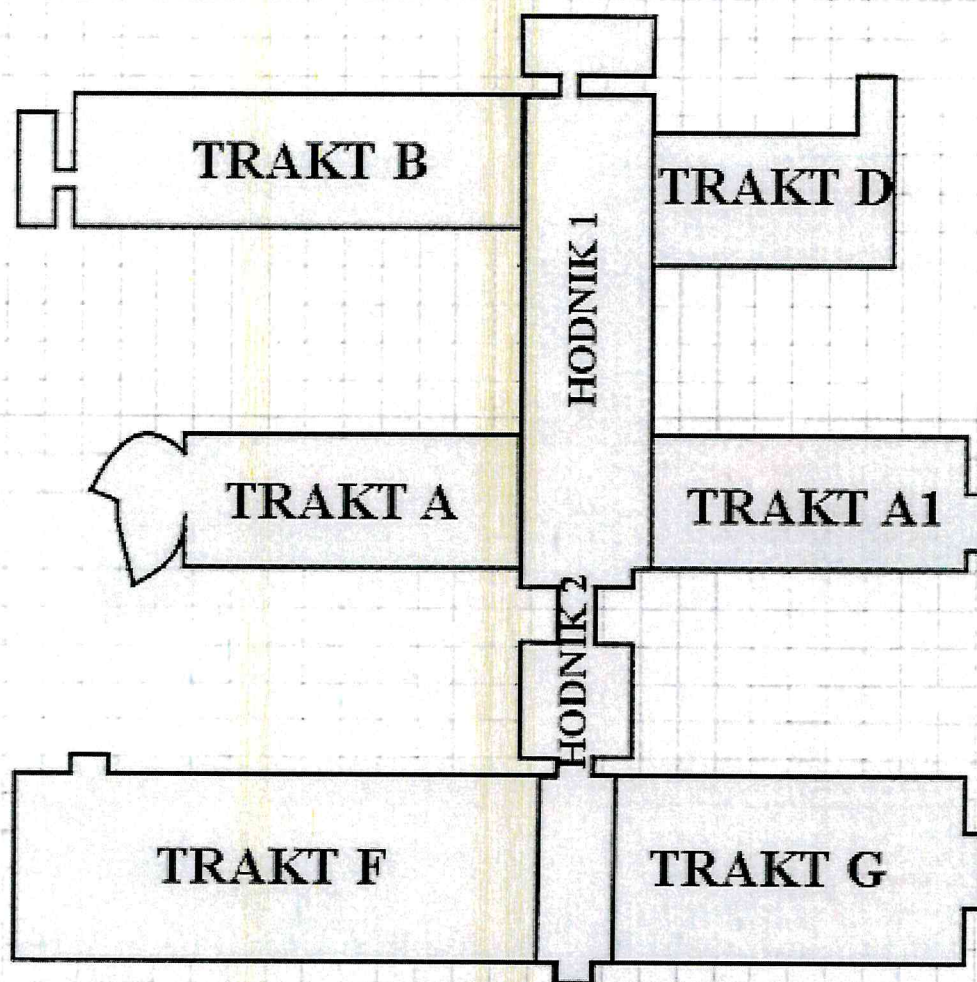 TRAKT B
TRAKT D
HODNIK 1
TRAKT A
TRAKT A1
HODNIK 2
TRAKT F
TRAKT G